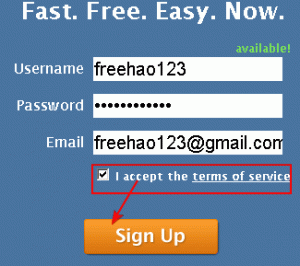 Fast. Free. Easy. Now.
available!
Username freehao123
Password ••••••••••••
Email freehao123@gmail.com
I accept the terms of service
Sign Up